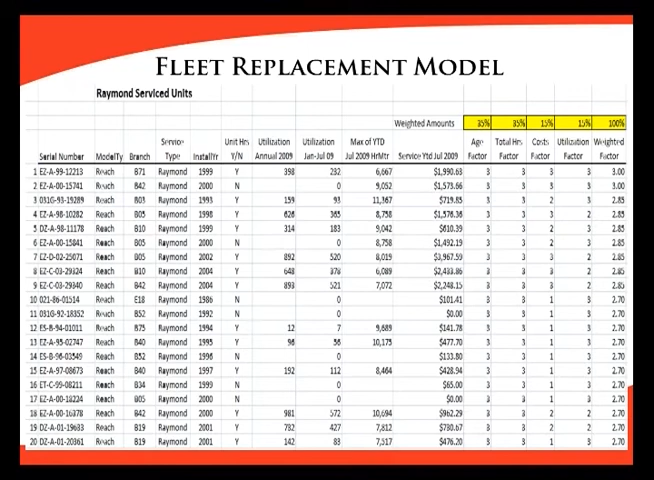 FLEET REPLACEMENT MODEL
Raymond Serviced Units
Weighted Amounts 35% 35% 15% 15% 100%
Service Unit Hrs Utilization Utilization Max of YTD Age Total Hrs Costs Utilization Weighted
Serial Number ModelTy Branch Type InstallYr Y/N Annual 2009 Jan-Jul 09 Jul 2009 HrMtr Service Ytd Jul 2009 Factor Factor Factor Factor Factor
1 EZ-A-99-12213 Reach B71 Raymond 1999 Y 398 232 6,667 $1,990.63 3 3 3 3 3.00
2 EZ-A-00-15741 Reach B42 Raymond 2000 N 0 9,052 $1,573.66 3 3 3 3 3.00
3 031G-93-19289 Reach B03 Raymond 1993 Y 159 93 11,367 $719.85 3 3 2 3 2.85
4 EZ-A-98-10282 Reach B05 Raymond 1998 Y 626 365 8,758 $1,576.36 3 3 3 2 2.85
5 DZ-A-98-11178 Reach B10 Raymond 1999 Y 314 183 9,042 $610.39 3 3 2 3 2.85
6 EZ-A-00-15841 Reach B05 Raymond 2000 N 0 8,758 $1,492.19 3 3 2 3 2.85
7 EZ-D-02-25071 Reach B05 Raymond 2002 Y 892 520 8,019 $3,967.59 3 3 3 2 2.85
8 EZ-C-03-29324 Reach B10 Raymond 2004 Y 648 378 6,089 $2,433.86 3 3 3 2 2.85
9 EZ-C-03-29340 Reach B42 Raymond 2004 Y 893 521 7,072 $2,248.15 3 3 3 2 2.85
10 021-86-01514 Reach E18 Raymond 1986 N 0 $101.41 3 3 1 3 2.70
11 031G-92-18352 Reach B52 Raymond 1992 N 0 $0.00 3 3 1 3 2.70
12 ES-B-94-01011 Reach B75 Raymond 1994 Y 12 7 9,689 $141.78 3 3 1 3 2.70
13 EZ-A-95-02747 Reach B40 Raymond 1995 Y 96 56 10,175 $477.70 3 3 1 3 2.70
14 ES-B-96-03549 Reach B52 Raymond 1996 N 0 $133.80 3 3 1 3 2.70
15 EZ-A-97-08673 Reach B40 Raymond 1997 Y 192 112 8,464 $428.94 3 3 1 3 2.70
16 ET-C-99-08211 Reach B34 Raymond 1999 N 0 $65.00 3 3 1 3 2.70
17 EZ-A-00-18224 Reach B05 Raymond 2000 N 0 $0.00 3 3 1 3 2.70
18 EZ-A-00-16378 Reach B42 Raymond 2000 Y 981 572 10,694 $962.29 3 3 2 2 2.70
19 DZ-A-01-19633 Reach B19 Raymond 2001 Y 732 427 7,812 $730.67 3 3 2 2 2.70
20 DZ-A-01-20361 Reach B19 Raymond 2001 Y 142 83 7,517 $476.20 3 3 1 3 2.70